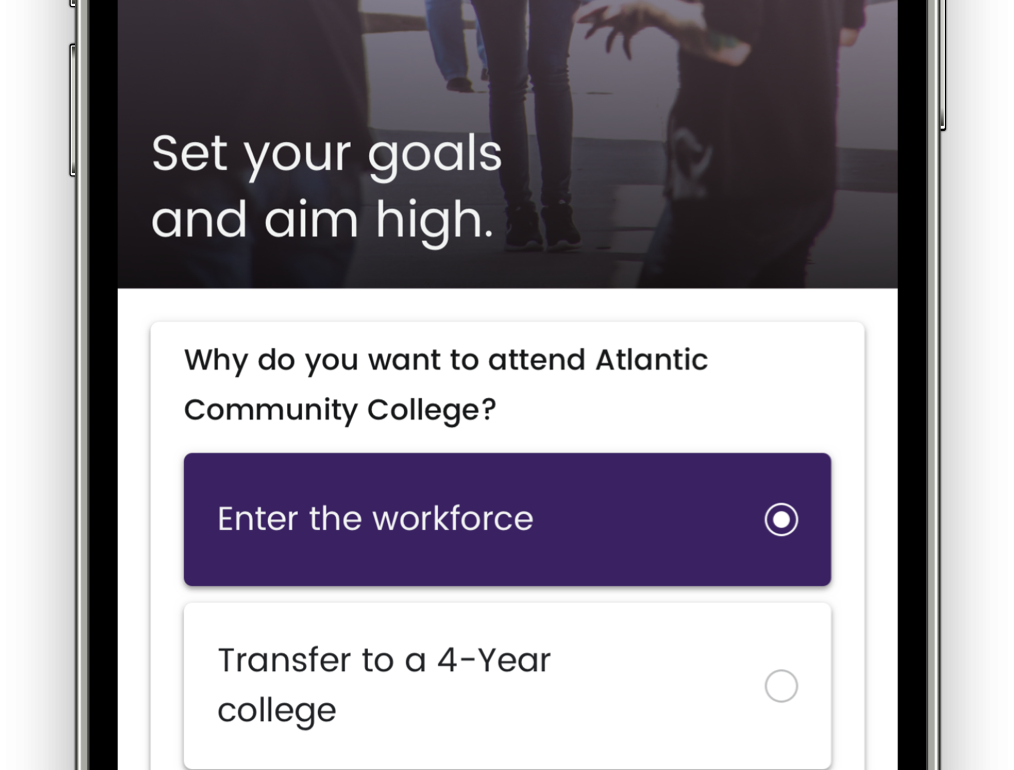 Set your goals
and aim high.
Why do you want to attend Atlantic
Community College?
Enter the workforce
Transfer to a 4-Year
college